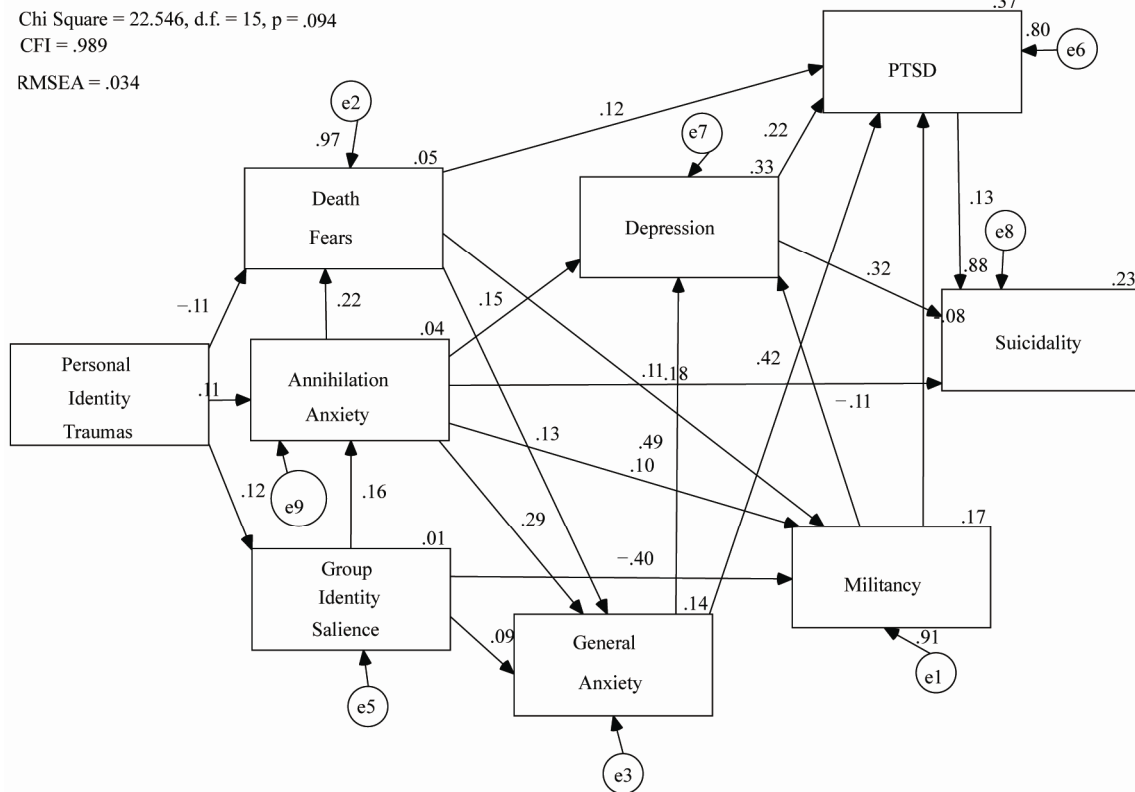 Chi Square = 22.546, d.f. = 15, p = .094
CFI = .989
RMSEA = .034
.80
e6
PTSD
e2
.12
e7
.22
.97
.05
.33
Death
Fears
Depression
.13
e8
.32
.88
.23
-.11
.22
.15
.04
-.08
Suicidality
Personal
Identity
Traumas
.11
Annihilation
Anxiety
.11
.18
.42
-.11
.13
.49
.10
.12
e9
.16
.29
.01
.17
Group
Identity
Salience
-.40
Militancy
.14
.09
General
Anxiety
.91
e1
e5
e3